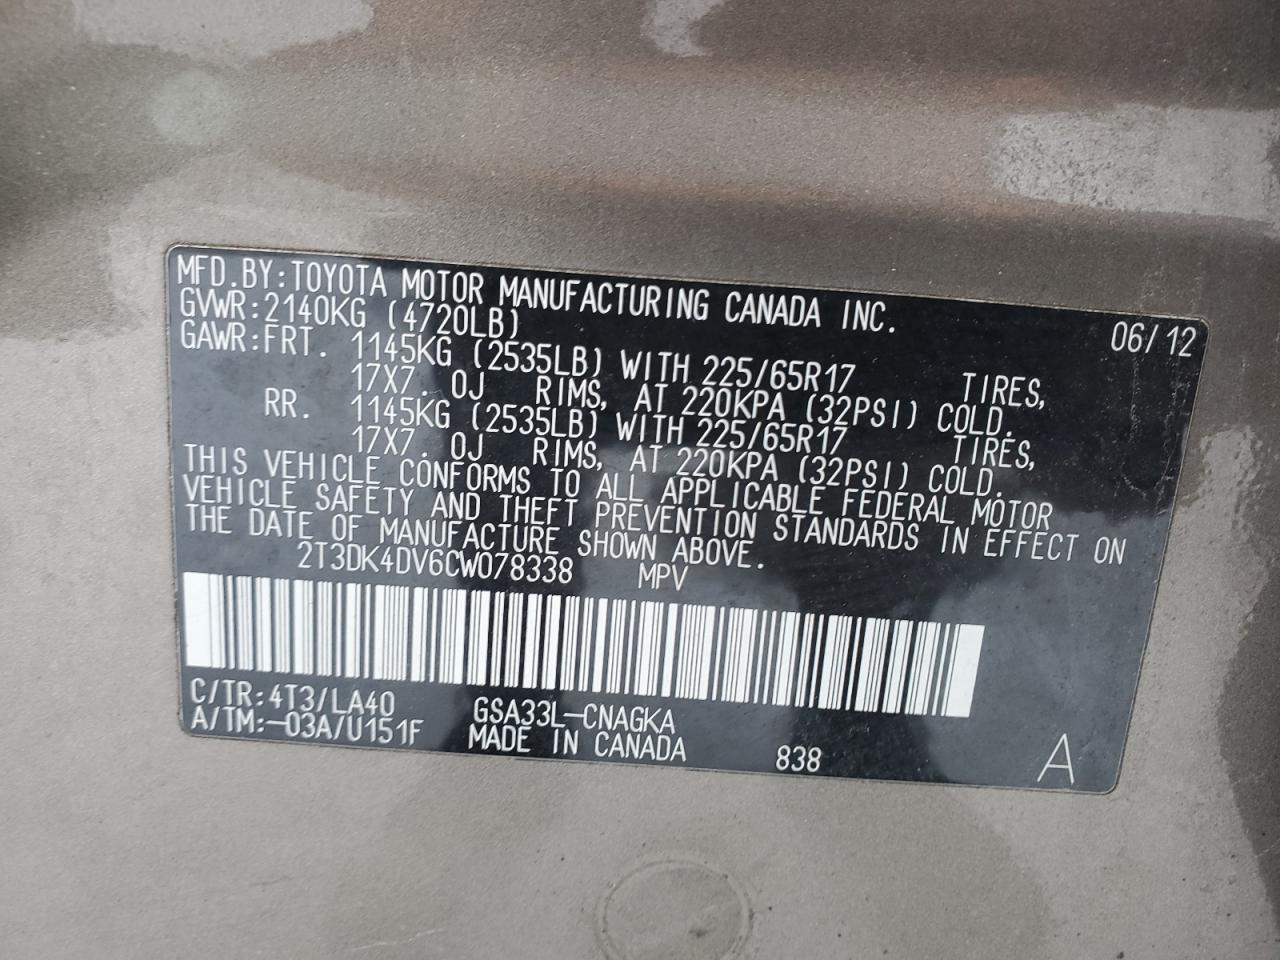 MFD.BY:TOYOTA MOTOR MANUFACTURING CANADA INC.
GVWR:2140KG (4720LB) 06/12
GAWR:FRT. 1145KG (2535LB) WITH 225/65R17 TIRES,
17X7.0J RIMS, AT 220KPA (32PSI) COLD.
RR. 1145KG (2535LB) WITH 225/65R17 TIRES,
17X7.0J RIMS, AT 220KPA (32PSI) COLD.
THIS VEHICLE CONFORMS TO ALL APPLICABLE FEDERAL MOTOR
VEHICLE SAFETY AND THEFT PREVENTION STANDARDS IN EFFECT ON
THE DATE OF MANUFACTURE SHOWN ABOVE.
2T3DK4DV6CW078338 MPV
C/TR:4T3/LA40 GSA33L-CNAGKA
A/TM:-03A/U151F MADE IN CANADA 838 A